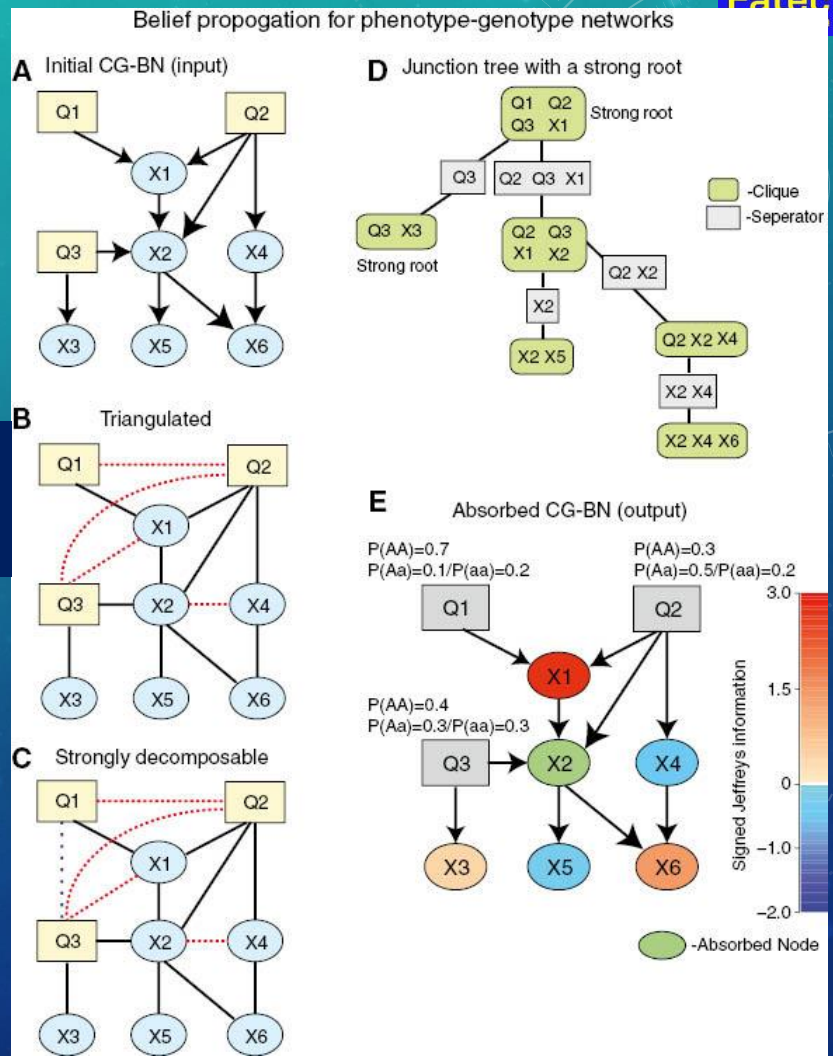 Belief propogation for phenotype-genotype networks
A Initial CG-BN (input)
Q1 Q2
X1
Q3 X2 X4
X3 X5 X6
B Triangulated
Q1 Q2
X1
Q3 X2 X4
X3 X5 X6
C Strongly decomposable
Q1 Q2
X1
Q3 X2 X4
X3 X5 X6
D Junction tree with a strong root
Q1 Q2
Q3 X1
Strong root
Q3
Q2 Q3 X1
-Clique
-Seperator
Q3 X3
Strong root
Q2 Q3
X1 X2
Q2 X2
X2
X2 X5
Q2 X2 X4
X2 X4
X2 X4 X6
E Absorbed CG-BN (output)
P(AA)=0.7
P(Aa)=0.1/P(aa)=0.2
P(AA)=0.3
P(Aa)=0.5/P(aa)=0.2
Q1 Q2
X1
P(AA)=0.4
P(Aa)=0.3/P(aa)=0.3
Q3 X2 X4
X3 X5 X6
-Absorbed Node
Signed Jeffreys information
3.0
1.5
0
−1.0
−2.0